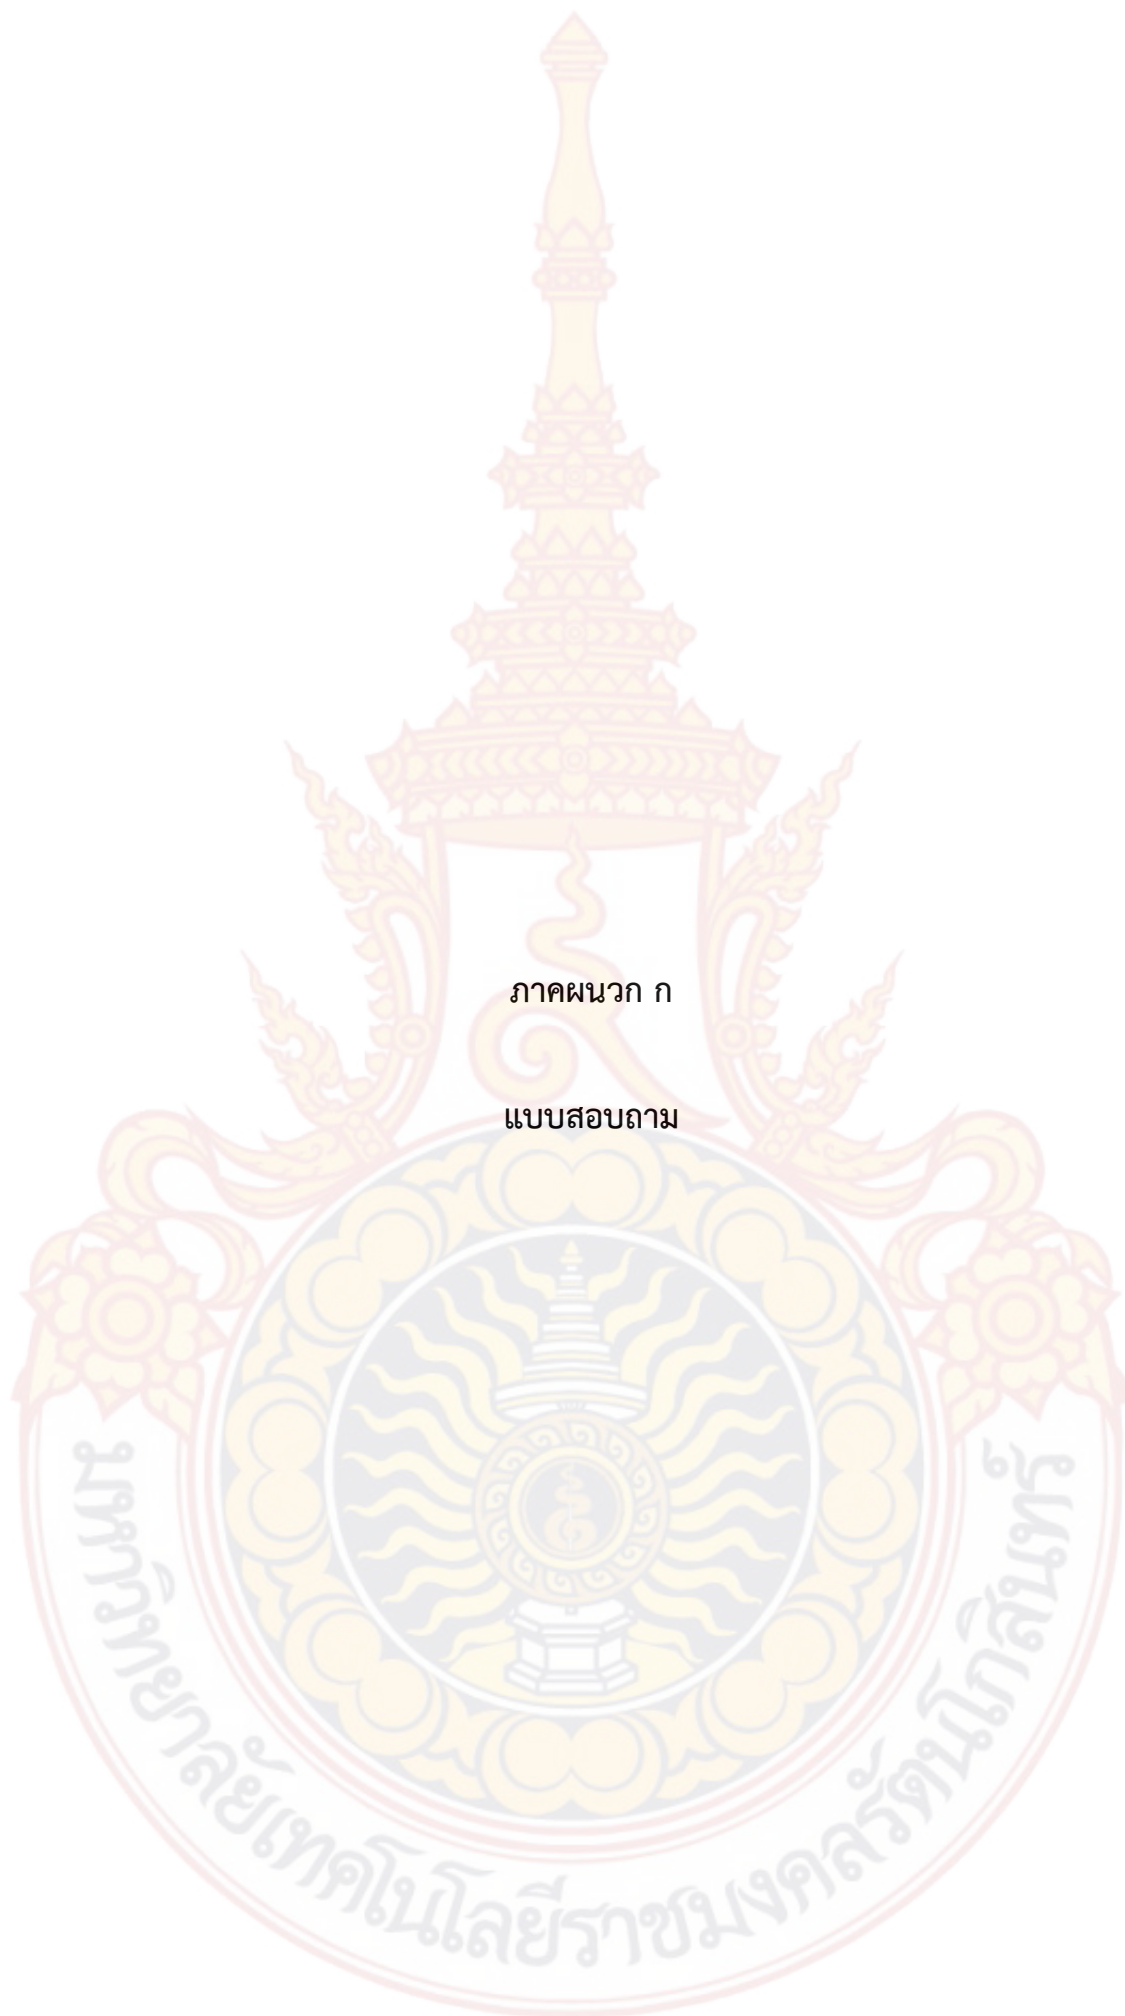 ภาคผนวก ก
แบบสอบถาม
มหาวิทยาลัยเทคโนโลยีราชมงคลรัตนโกสินทร์